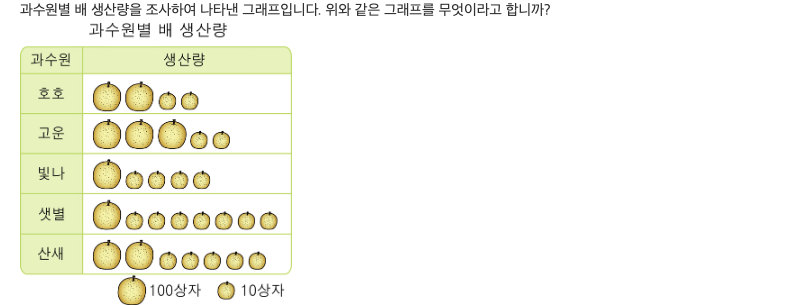 과수원별 배 생산량을 조사하여 나타낸 그래프입니다. 위와 같은 그래프를 무엇이라고 합니까?
과수원별 배 생산량
과수원 생산량
호호
고운
빛나
샛별
산새
100상자 10상자